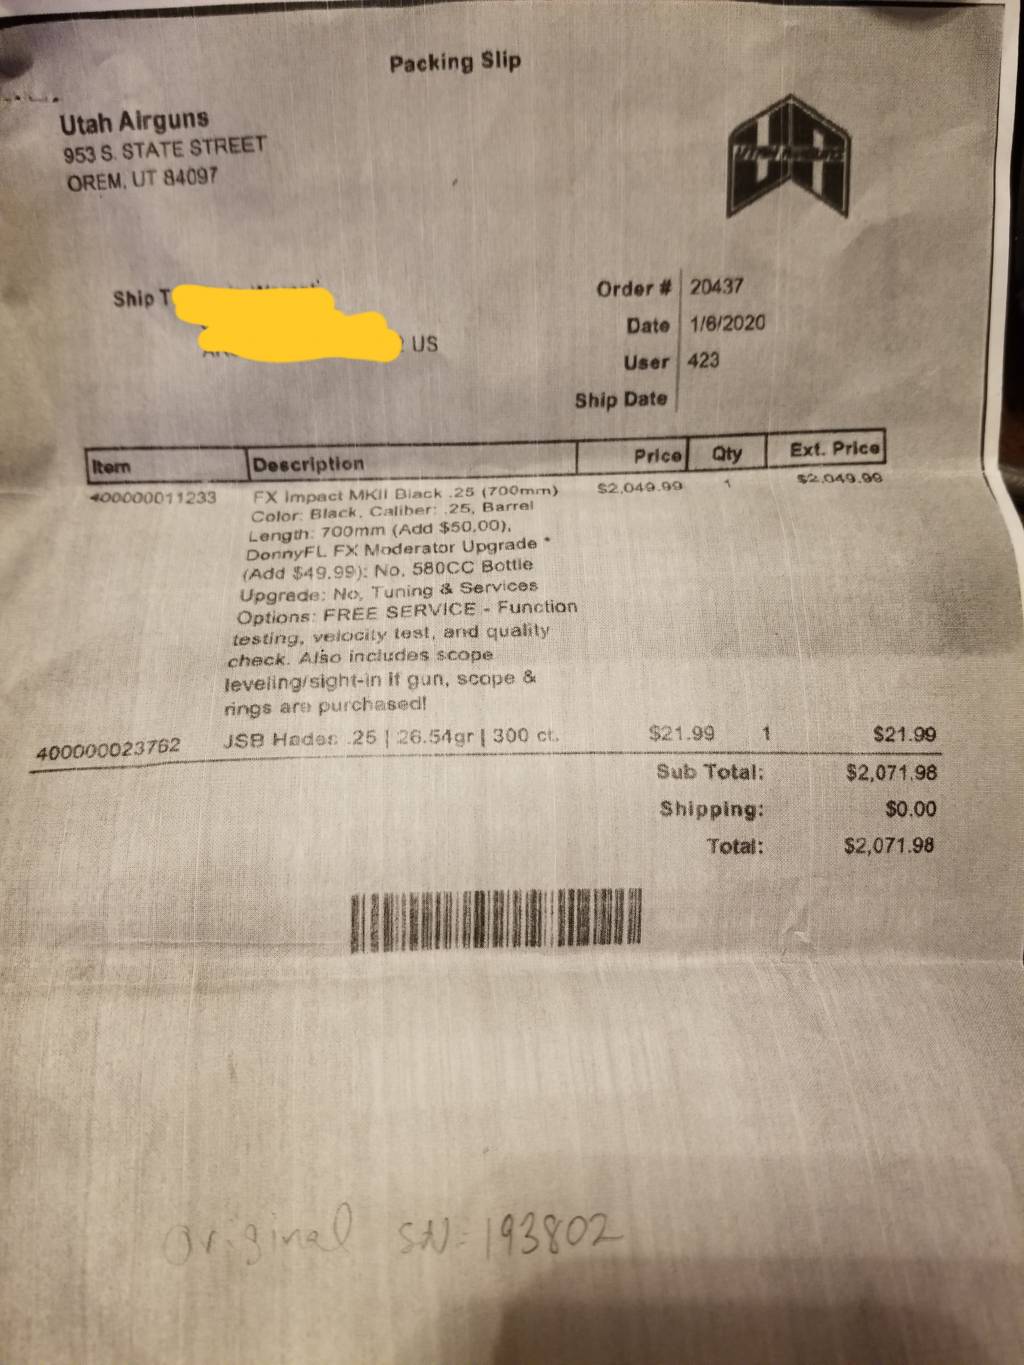 Packing Slip
Utah Airguns
953 S. STATE STREET
OREM, UT 84097
UTAH AIRGUNS
Ship T
US
Order # 20437
Date 1/6/2020
User 423
Ship Date
Item Description Price Qty Ext. Price
400000011233 FX Impact MKII Black .25 (700mm) $2,049.99 1 $2,049.99
Color: Black, Caliber: .25, Barrel
Length: 700mm (Add $50.00),
DonnyFL FX Moderator Upgrade *
(Add $49.99): No, 580CC Bottle
Upgrade: No, Tuning & Services
Options: FREE SERVICE - Function
testing, velocity test, and quality
check. Also includes scope
leveling/sight-in if gun, scope &
rings are purchased!
400000023762 JSB Hades .25 | 26.54gr | 300 ct. $21.99 1 $21.99
Sub Total: $2,071.98
Shipping: $0.00
Total: $2,071.98
original SN: 193802